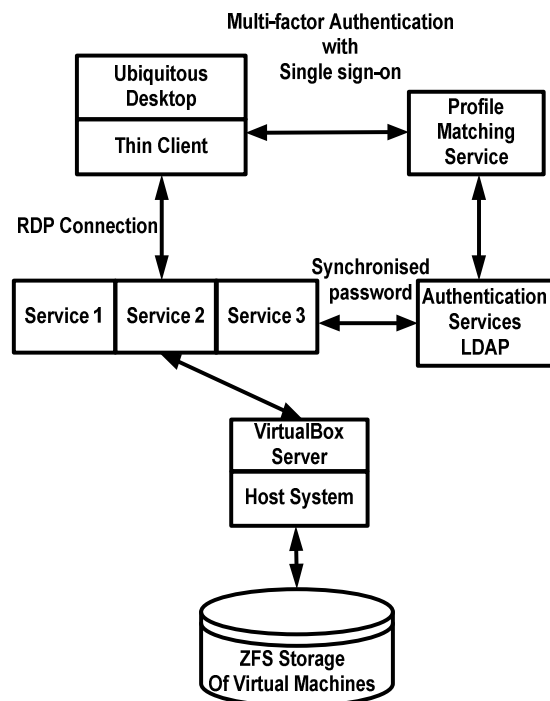 Multi-factor Authentication
with
Single sign-on
Ubiquitous
Desktop
Thin Client
Profile
Matching
Service
RDP Connection
Synchronised
password
Service 1
Service 2
Service 3
Authentication
Services
LDAP
VirtualBox
Server
Host System
ZFS Storage
Of Virtual Machines